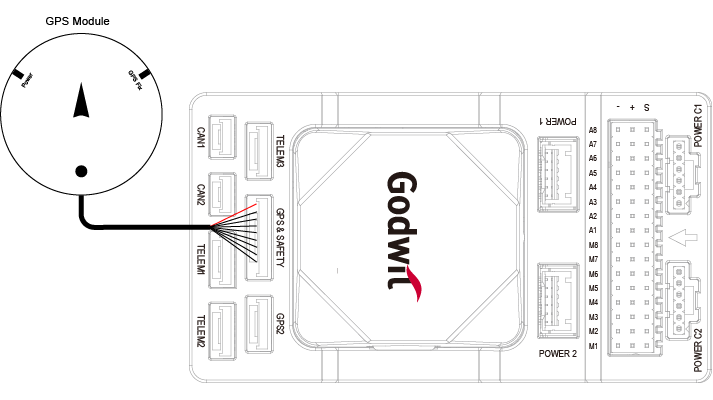 GPS Module
Power
GPS Fix
CAN1
CAN2
TELEM1
TELEM2
TELEM3
GPS & SAFETY
GPS2
Godwit
POWER 1
POWER 2
- + S
A8
A7
A6
A5
A4
A3
A2
A1
M8
M7
M6
M5
M4
M3
M2
M1
POWER C1
POWER C2